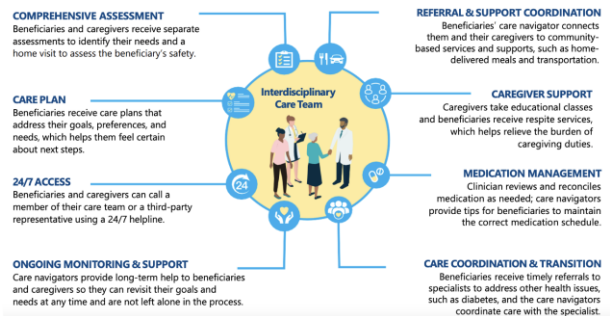 COMPREHENSIVE ASSESSMENT
Beneficiaries and caregivers receive separate
assessments to identify their needs and a
home visit to assess the beneficiary's safety.
CARE PLAN
Beneficiaries receive care plans that
address their goals, preferences, and
needs, which helps them feel certain
about next steps.
24/7 ACCESS
Beneficiaries and caregivers can call a
member of their care team or a third-party
representative using a 24/7 helpline.
ONGOING MONITORING & SUPPORT
Care navigators provide long-term help to beneficiaries
and caregivers so they can revisit their goals and
needs at any time and are not left alone in the process.
Interdisciplinary
Care Team
24
REFERRAL & SUPPORT COORDINATION
Beneficiaries' care navigator connects
them and their caregivers to community-
based services and supports, such as home-
delivered meals and transportation.
CAREGIVER SUPPORT
Caregivers take educational classes
and beneficiaries receive respite services,
which helps relieve the burden of
caregiving duties.
MEDICATION MANAGEMENT
Clinician reviews and reconciles
medication as needed; care navigators
provide tips for beneficiaries to maintain
the correct medication schedule.
CARE COORDINATION & TRANSITION
Beneficiaries receive timely referrals to
specialists to address other health issues,
such as diabetes, and the care navigators
coordinate care with the specialist.